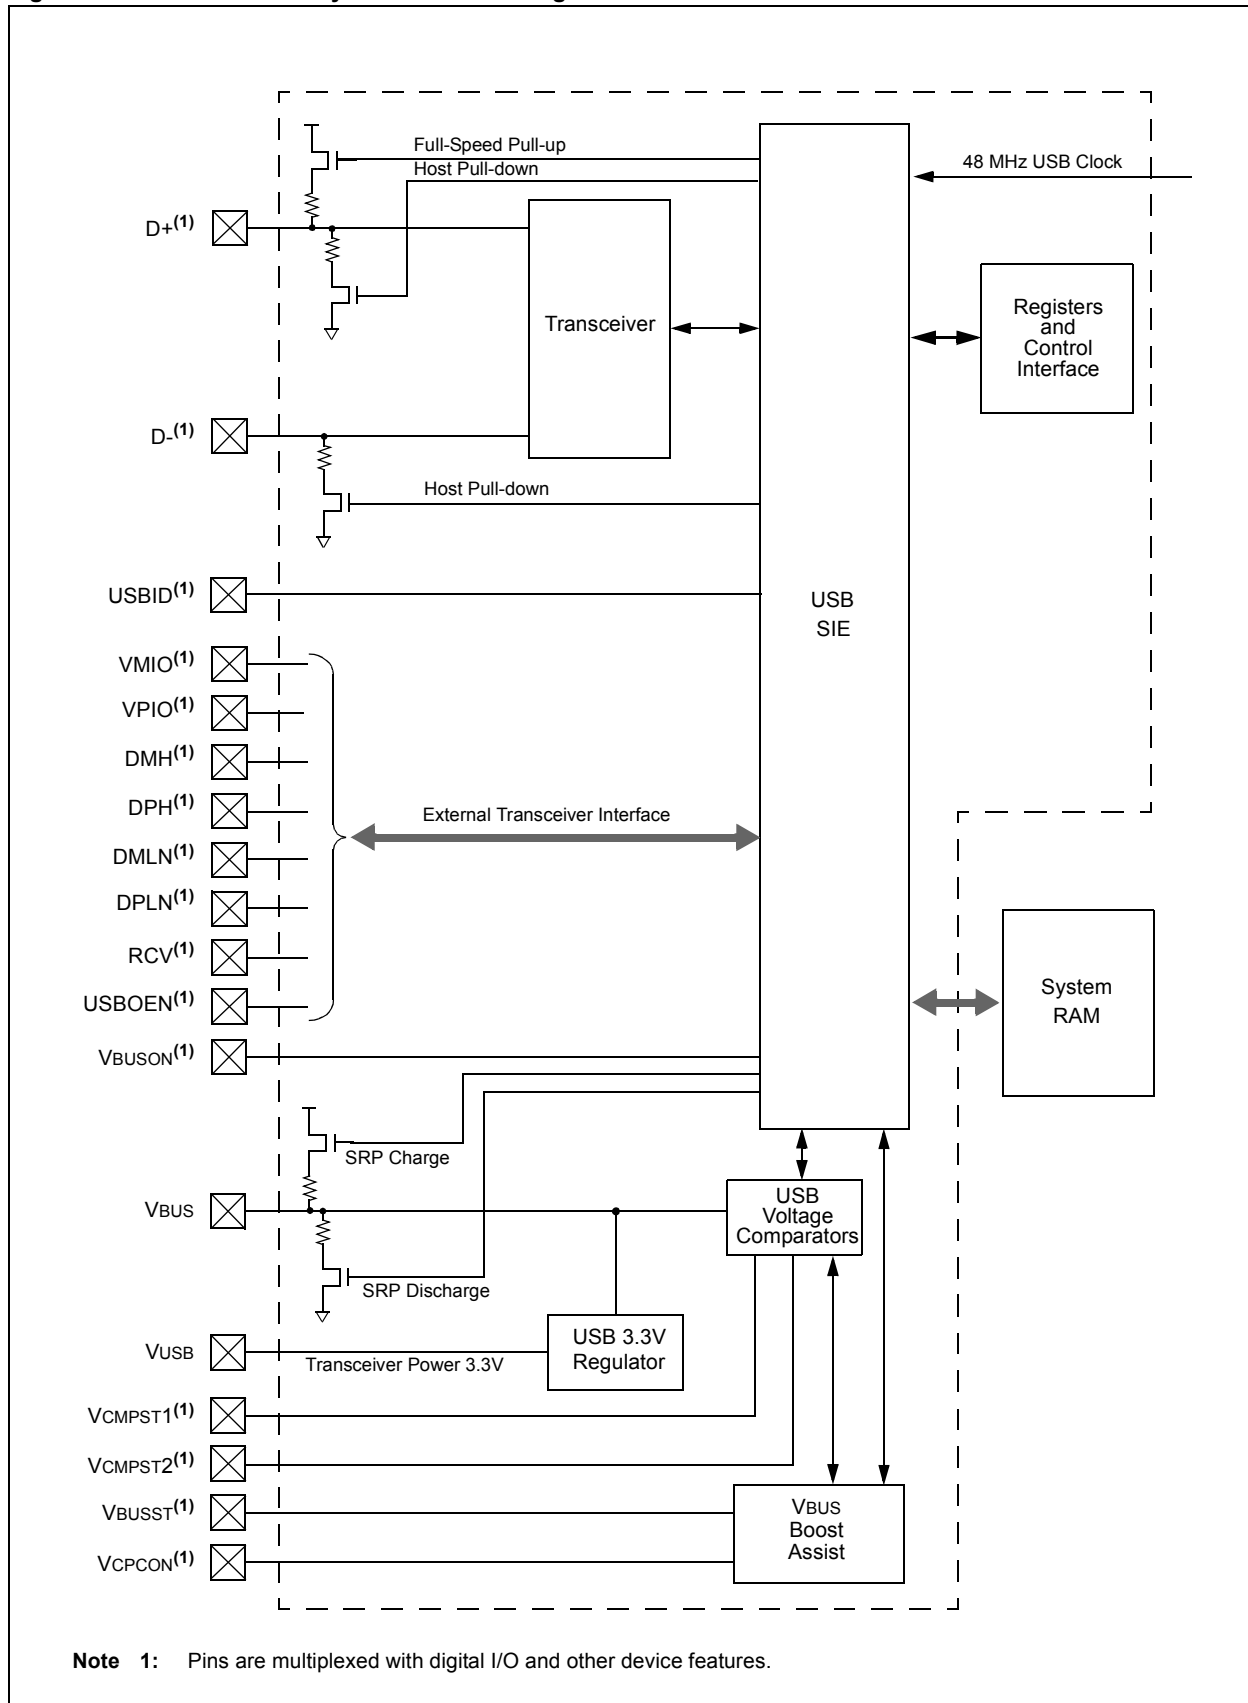 Full-Speed Pull-up
Host Pull-down
48 MHz USB Clock
D+(1)
Transceiver
Registers
and
Control
Interface
D-(1)
Host Pull-down
USBID(1)
USB
SIE
VMIO(1)
VPIO(1)
DMH(1)
DPH(1)
External Transceiver Interface
DMLN(1)
DPLN(1)
RCV(1)
USBOEN(1)
System
RAM
VBUSON(1)
SRP Charge
VBUS
USB
Voltage
Comparators
SRP Discharge
VUSB
Transceiver Power 3.3V
USB 3.3V
Regulator
VCMPST1(1)
VCMPST2(1)
VBUSST(1)
VBUS
Boost
Assist
VCPCON(1)
Note 1: Pins are multiplexed with digital I/O and other device features.